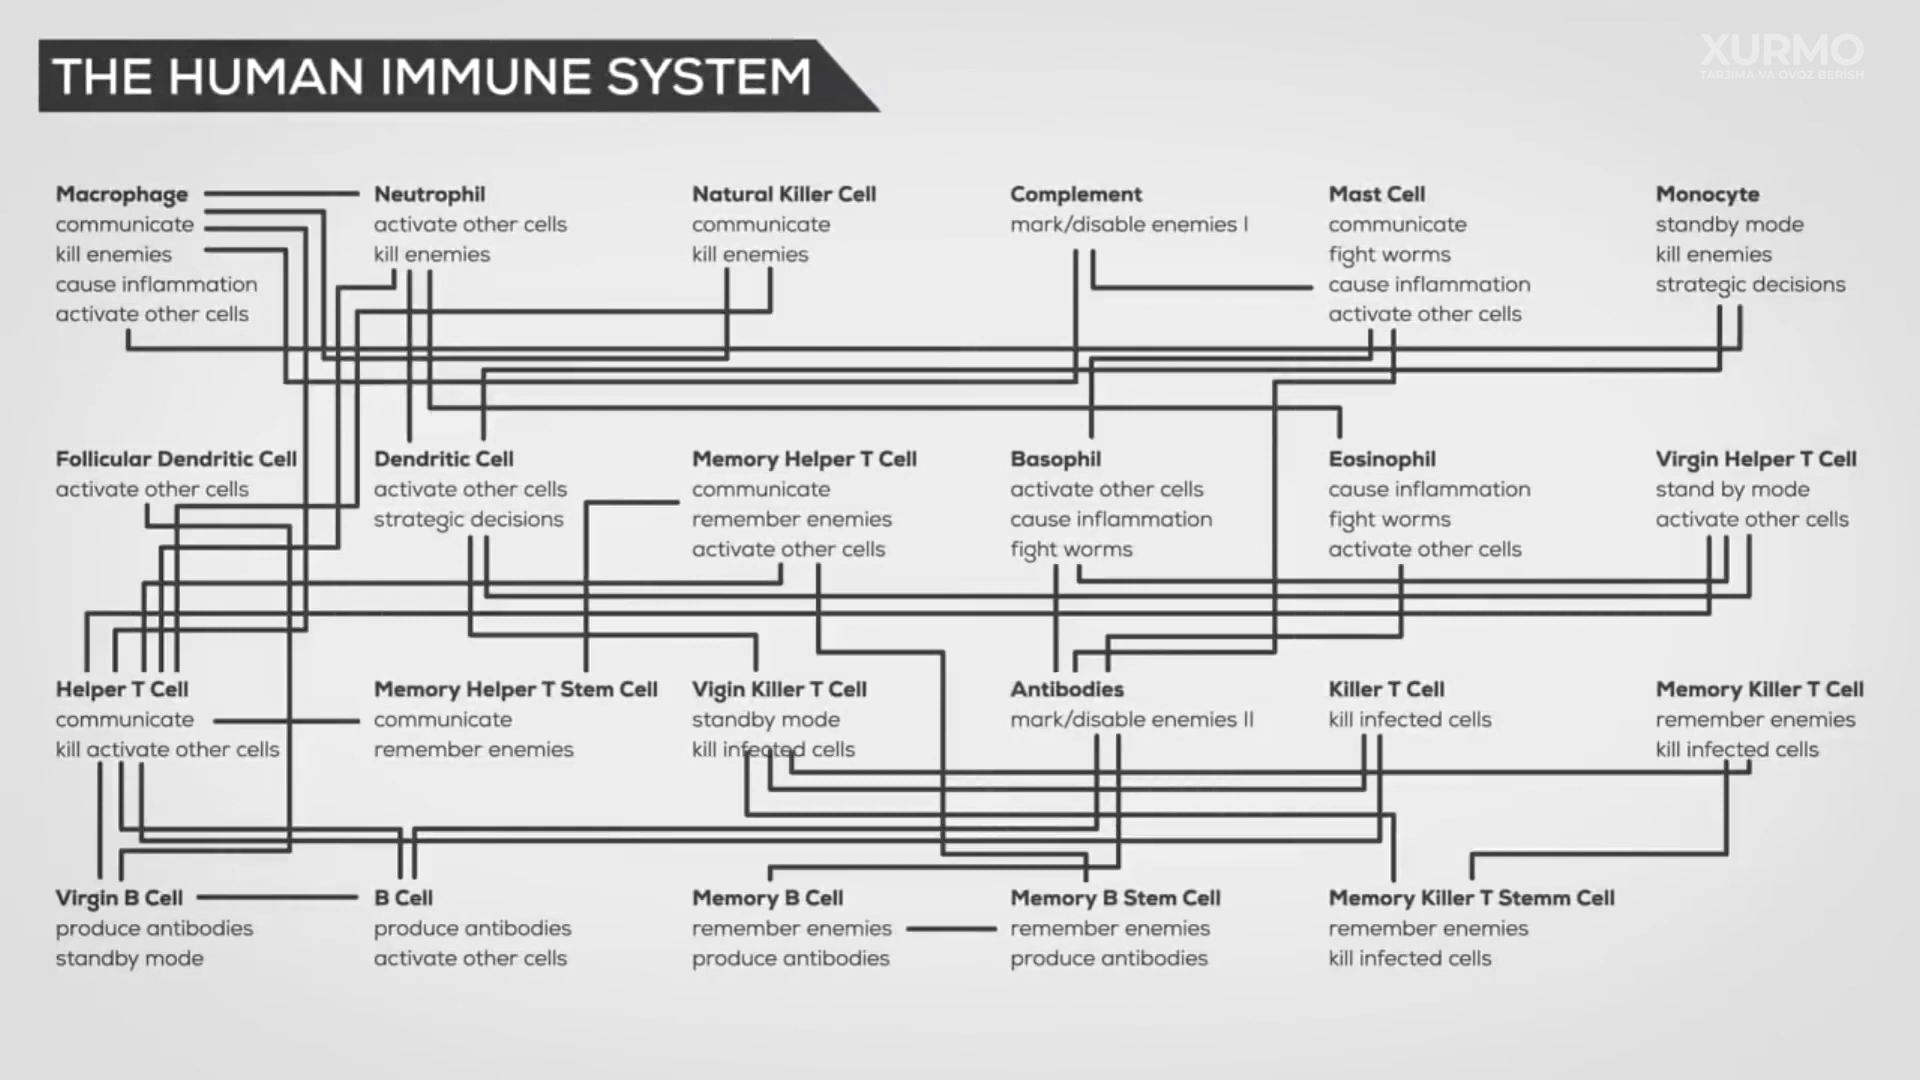 THE HUMAN IMMUNE SYSTEM
XURMO
TARJIMA VA OVOZ BERISH
Macrophage
communicate
kill enemies
cause inflammation
activate other cells
Neutrophil
activate other cells
kill enemies
Natural Killer Cell
communicate
kill enemies
Complement
mark/disable enemies I
Mast Cell
communicate
fight worms
cause inflammation
activate other cells
Monocyte
standby mode
kill enemies
strategic decisions
Follicular Dendritic Cell
activate other cells
Dendritic Cell
activate other cells
strategic decisions
Memory Helper T Cell
communicate
remember enemies
activate other cells
Basophil
activate other cells
cause inflammation
fight worms
Eosinophil
cause inflammation
fight worms
activate other cells
Virgin Helper T Cell
stand by mode
activate other cells
Helper T Cell
communicate
kill activate other cells
Memory Helper T Stem Cell
communicate
remember enemies
Vigin Killer T Cell
standby mode
kill infected cells
Antibodies
mark/disable enemies II
Killer T Cell
kill infected cells
Memory Killer T Cell
remember enemies
kill infected cells
Virgin B Cell
produce antibodies
standby mode
B Cell
produce antibodies
activate other cells
Memory B Cell
remember enemies
produce antibodies
Memory B Stem Cell
remember enemies
produce antibodies
Memory Killer T Stemm Cell
remember enemies
kill infected cells